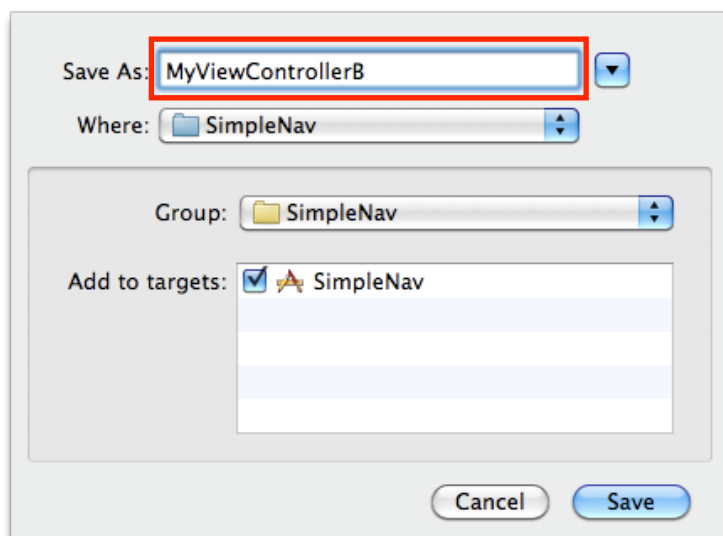 Save As: MyViewControllerB
Where: SimpleNav
Group: SimpleNav
Add to targets: SimpleNav
Cancel Save